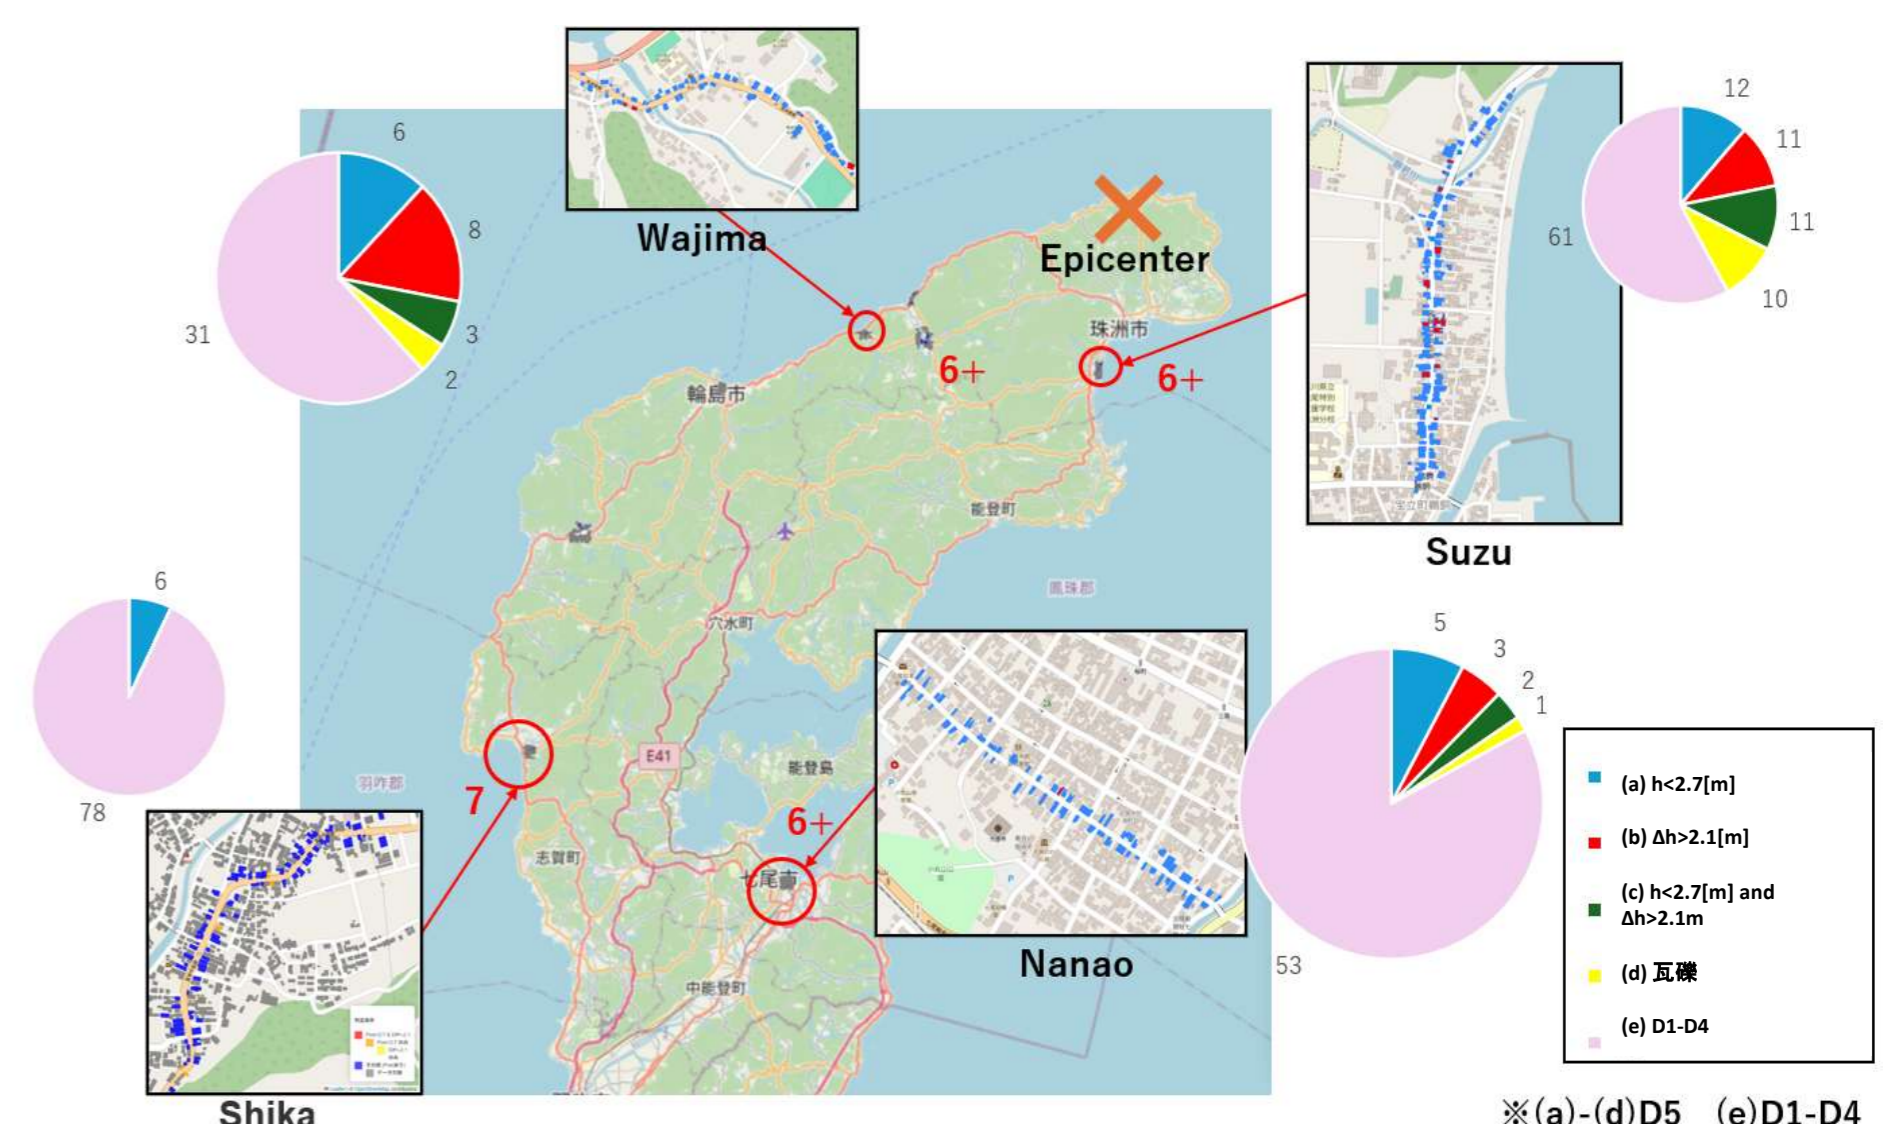 Wajima
Epicenter
Suzu
Nanao
Shika
6
8
3
2
31
12
11
11
10
61
6
78
5
3
2
1
53
6+
6+
7
6+
珠洲市
輪島市
能登町
鳳珠郡
穴水町
E41
能登島
羽咋郡
志賀町
七尾市
中能登町
(a) h<2.7[m]
(b) Δh>2.1[m]
(c) h<2.7[m] and
Δh>2.1m
(d) 瓦礫
(e) D1-D4
※(a)-(d)D5 (e)D1-D4